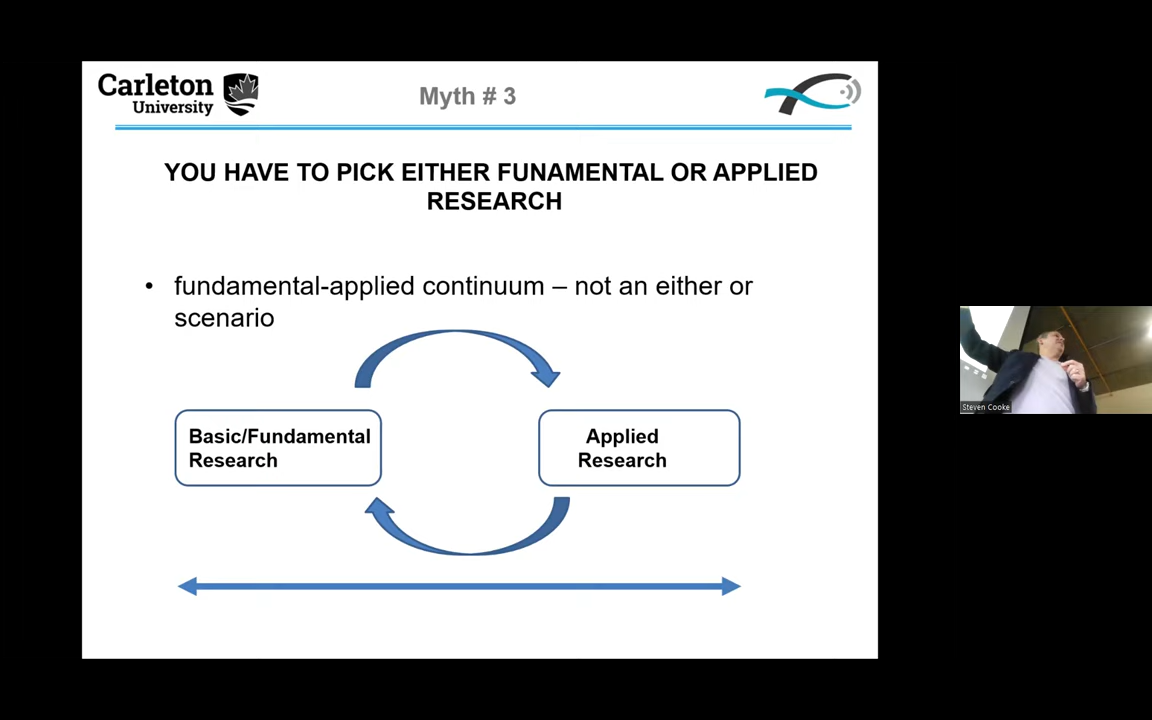 Carleton
University
Myth # 3
YOU HAVE TO PICK EITHER FUNAMENTAL OR APPLIED
RESEARCH
• fundamental-applied continuum – not an either or
scenario
Basic/Fundamental
Research
Applied
Research
Steven Cooke